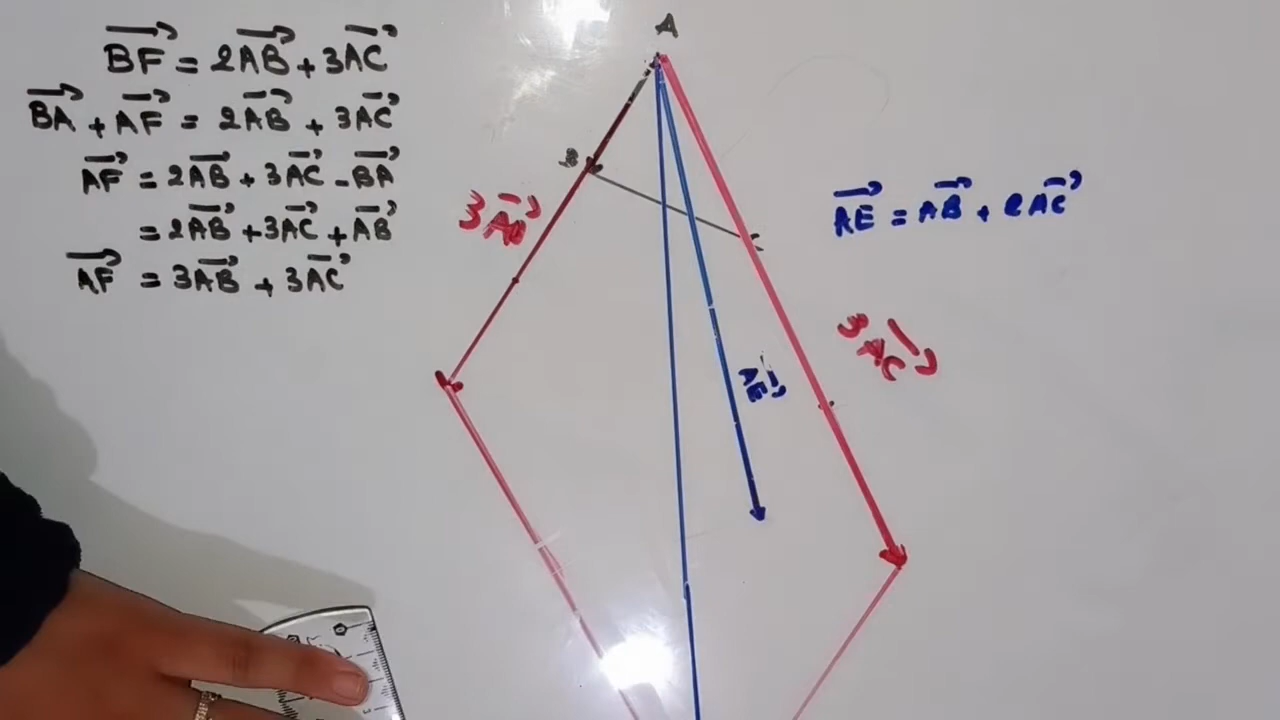 BF = 2AB + 3AC
BA + AF = 2AB + 3AC
AF = 2AB + 3AC - BA
= 2AB + 3AC + AB
AF = 3AB + 3AC
A
B
3AB
C
AE = AB + 2AC
3AC
AE